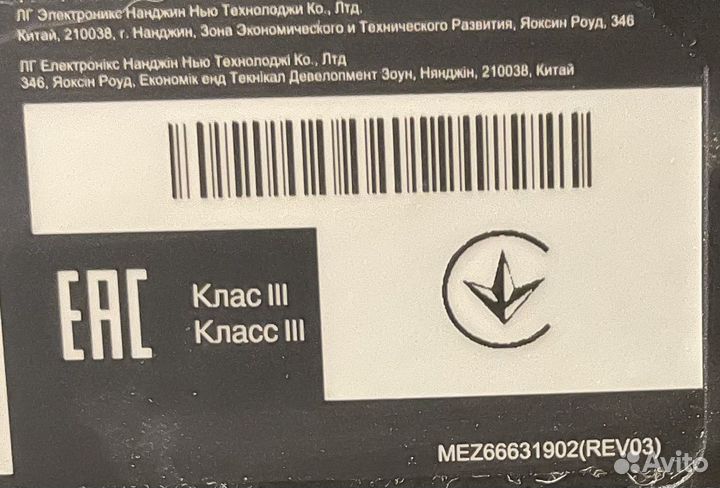 ЛГ Электроникс Нанджин Нью Технолоджи Ко., Лтд.
Китай, 210038, г. Нанджин, Зона Экономического и Технического Развития, Яоксин Роуд, 346
ЛГ Електронікс Нанджін Нью Технолоджі Ко., Лтд
346, Яоксін Роуд, Економік енд Текнікал Девелопмент Зоун, Нянджін, 210038, Китай
EAC
Клас III
Класс III
MEZ66631902(REV03)
Avito